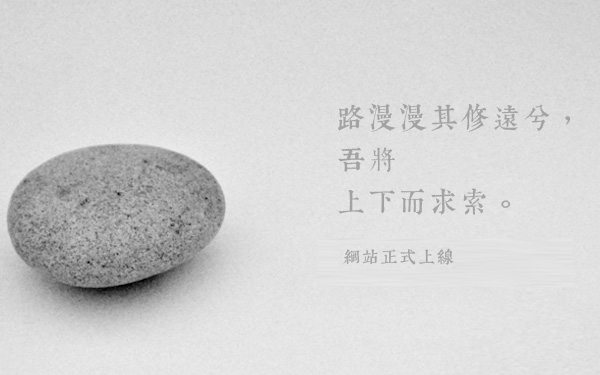 路漫漫其修遠兮，
吾將
上下而求索。
網站正式上線